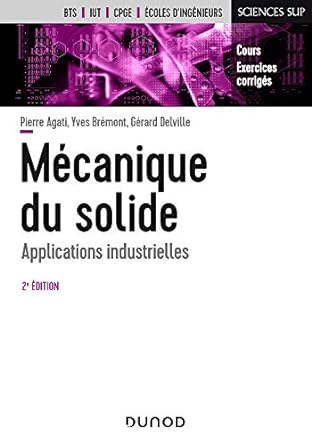 BTS | IUT | CPGE | ÉCOLES D'INGÉNIEURS
SCIENCES SUP
Cours
Exercices
corrigés
Pierre Agati, Yves Brémont, Gérard Delville
Mécanique
du solide
Applications industrielles
2e ÉDITION
DUNOD